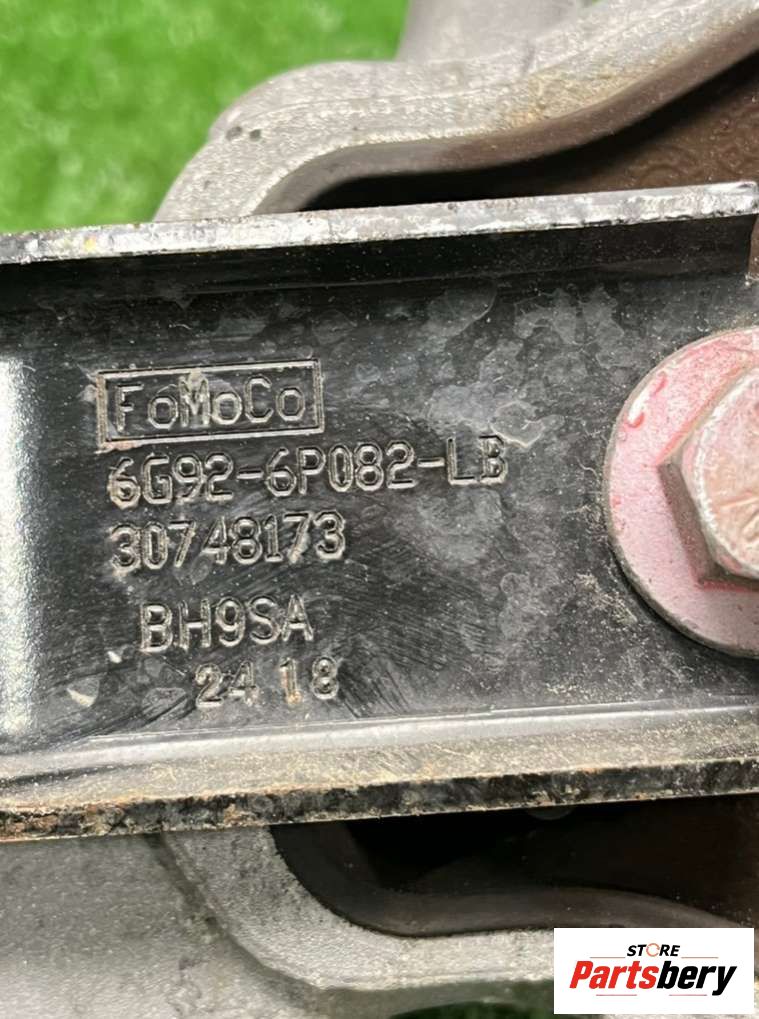 FoMoCo
6G92-6P082-LB
30748173
BH9SA
24 18
STORE
Partsbery